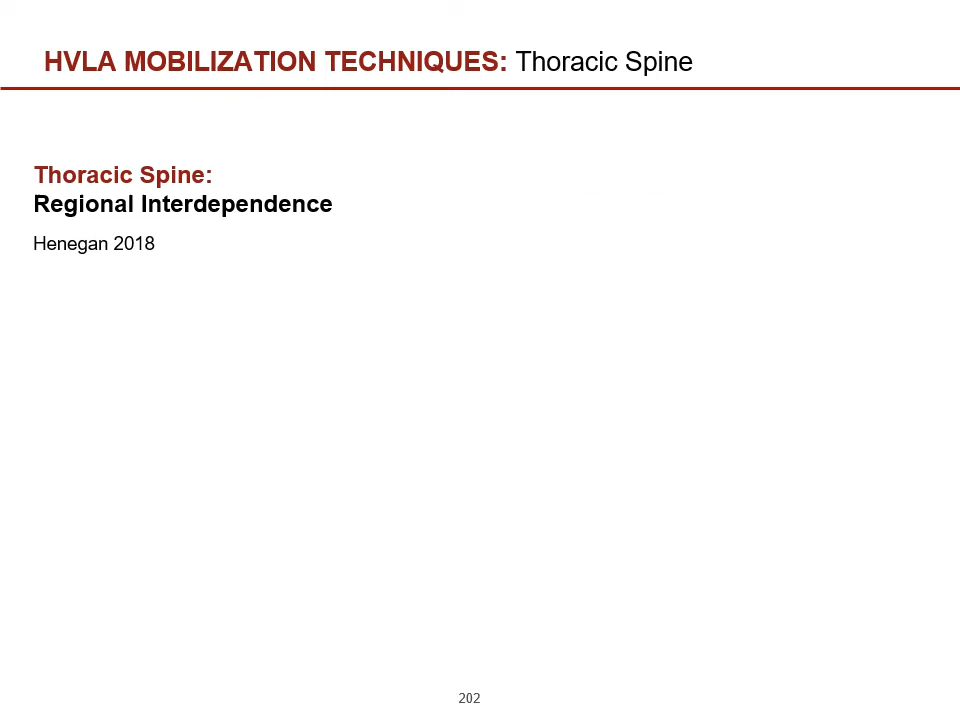 HVLA MOBILIZATION TECHNIQUES: Thoracic Spine
Thoracic Spine:
Regional Interdependence
Henegan 2018
202